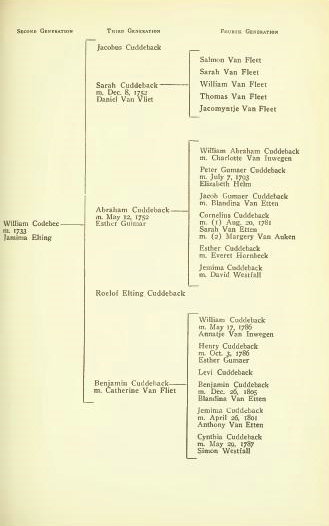 SECOND GENERATION THIRD GENERATION FOURTH GENERATION
Jacobus Cuddeback
Sarah Cuddeback
m. Dec. 8, 1752
Daniel Van Vliet
Salmon Van Fleet
Sarah Van Fleet
William Van Fleet
Thomas Van Fleet
Jacomyntje Van Fleet
William Codebec
m. 1733
Jamima Elting
Abraham Cuddeback
m. May 12, 1752
Esther Guimar
William Abraham Cuddeback
m. Charlotte Van Inwegen
Peter Gumaer Cuddeback
m. July 7, 1793
Elizabeth Helm
Jacob Gumaer Cuddeback
m. Blandina Van Etten
Cornelius Cuddeback
m. (1) Aug. 20, 1781
Sarah Van Etten
m. (2) Margery Van Auken
Esther Cuddeback
m. Everet Hornbeck
Jemima Cuddeback
m. David Westfall
Roelof Elting Cuddeback
Benjamin Cuddeback
m. Catherine Van Fliet
William Cuddeback
m. May 17, 1786
Annatje Van Inwegen
Henry Cuddeback
m. Oct. 3, 1786
Esther Gumaer
Levi Cuddeback
Benjamin Cuddeback
m. Dec. 26, 1805
Blandina Van Etten
Jemima Cuddeback
m. April 26, 1801
Anthony Van Etten
Cynthia Cuddeback
m. May 29, 1787
Simon Westfall